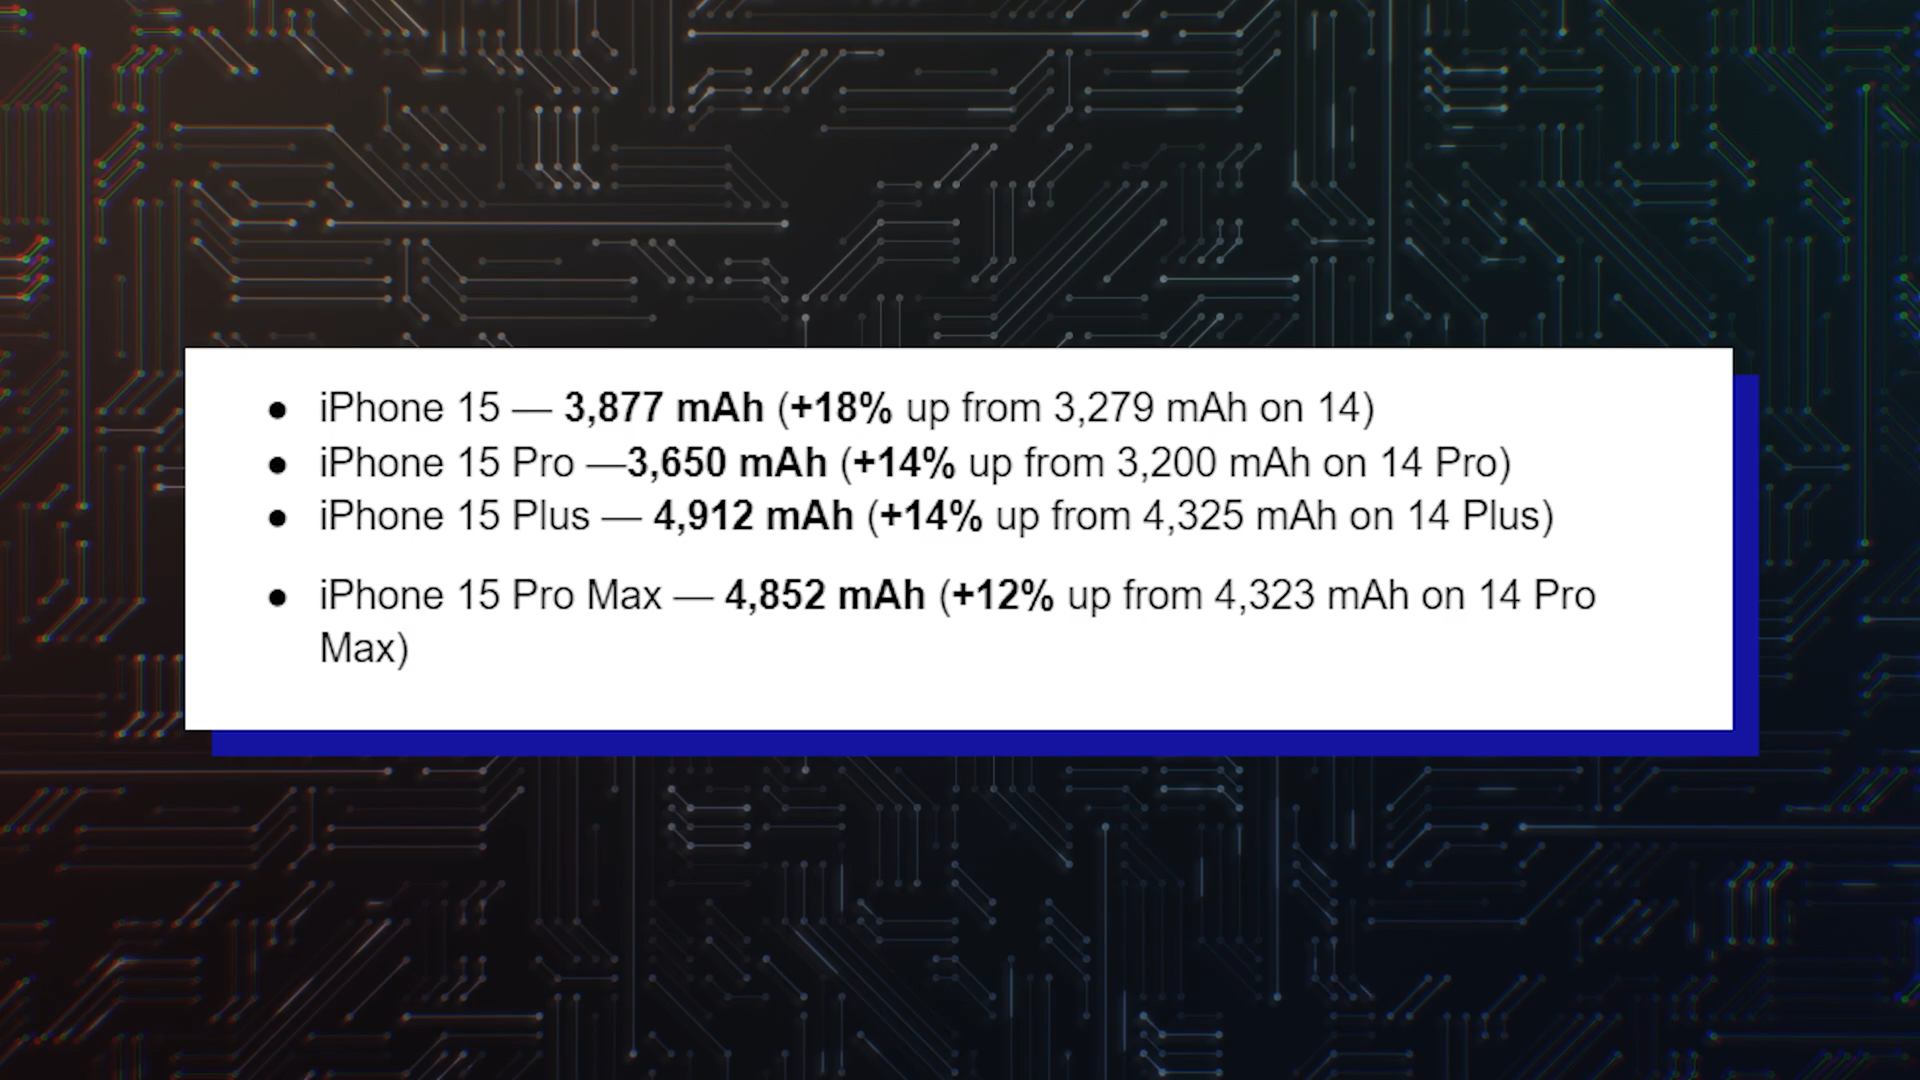 ● iPhone 15 — 3,877 mAh (+18% up from 3,279 mAh on 14)
● iPhone 15 Pro —3,650 mAh (+14% up from 3,200 mAh on 14 Pro)
● iPhone 15 Plus — 4,912 mAh (+14% up from 4,325 mAh on 14 Plus)
● iPhone 15 Pro Max — 4,852 mAh (+12% up from 4,323 mAh on 14 Pro
Max)